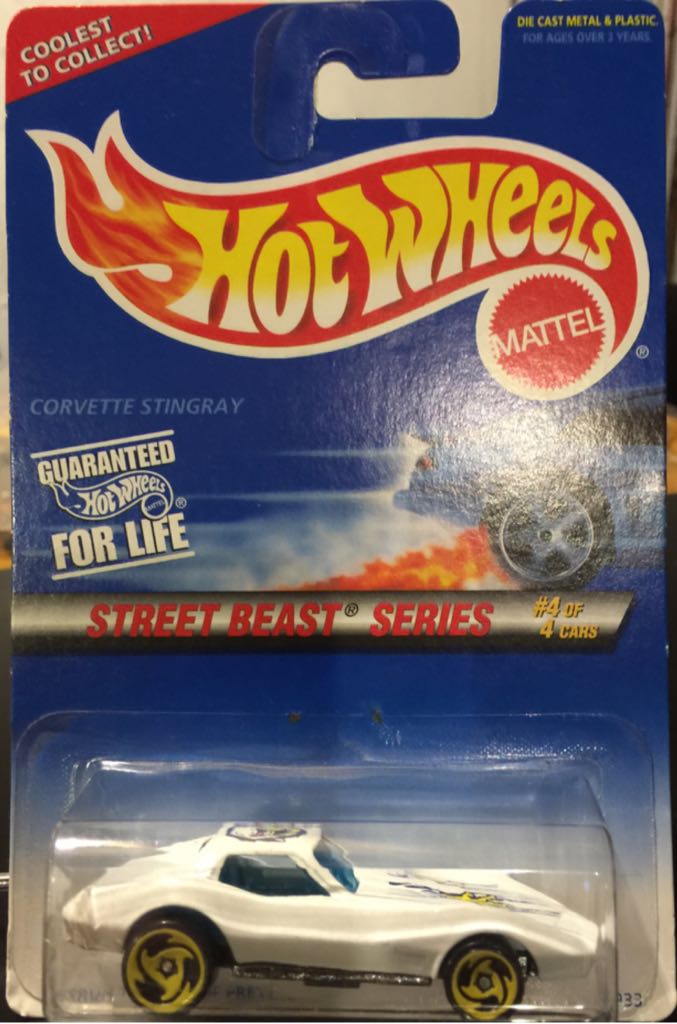 COOLEST
TO COLLECT!
DIE CAST METAL & PLASTIC.
FOR AGES OVER 3 YEARS.
HOT WHEELS
MATTEL
®
CORVETTE STINGRAY
GUARANTEED
HOT WHEELS
MATTEL
®
FOR LIFE
STREET BEAST® SERIES
#4 OF
4 CARS